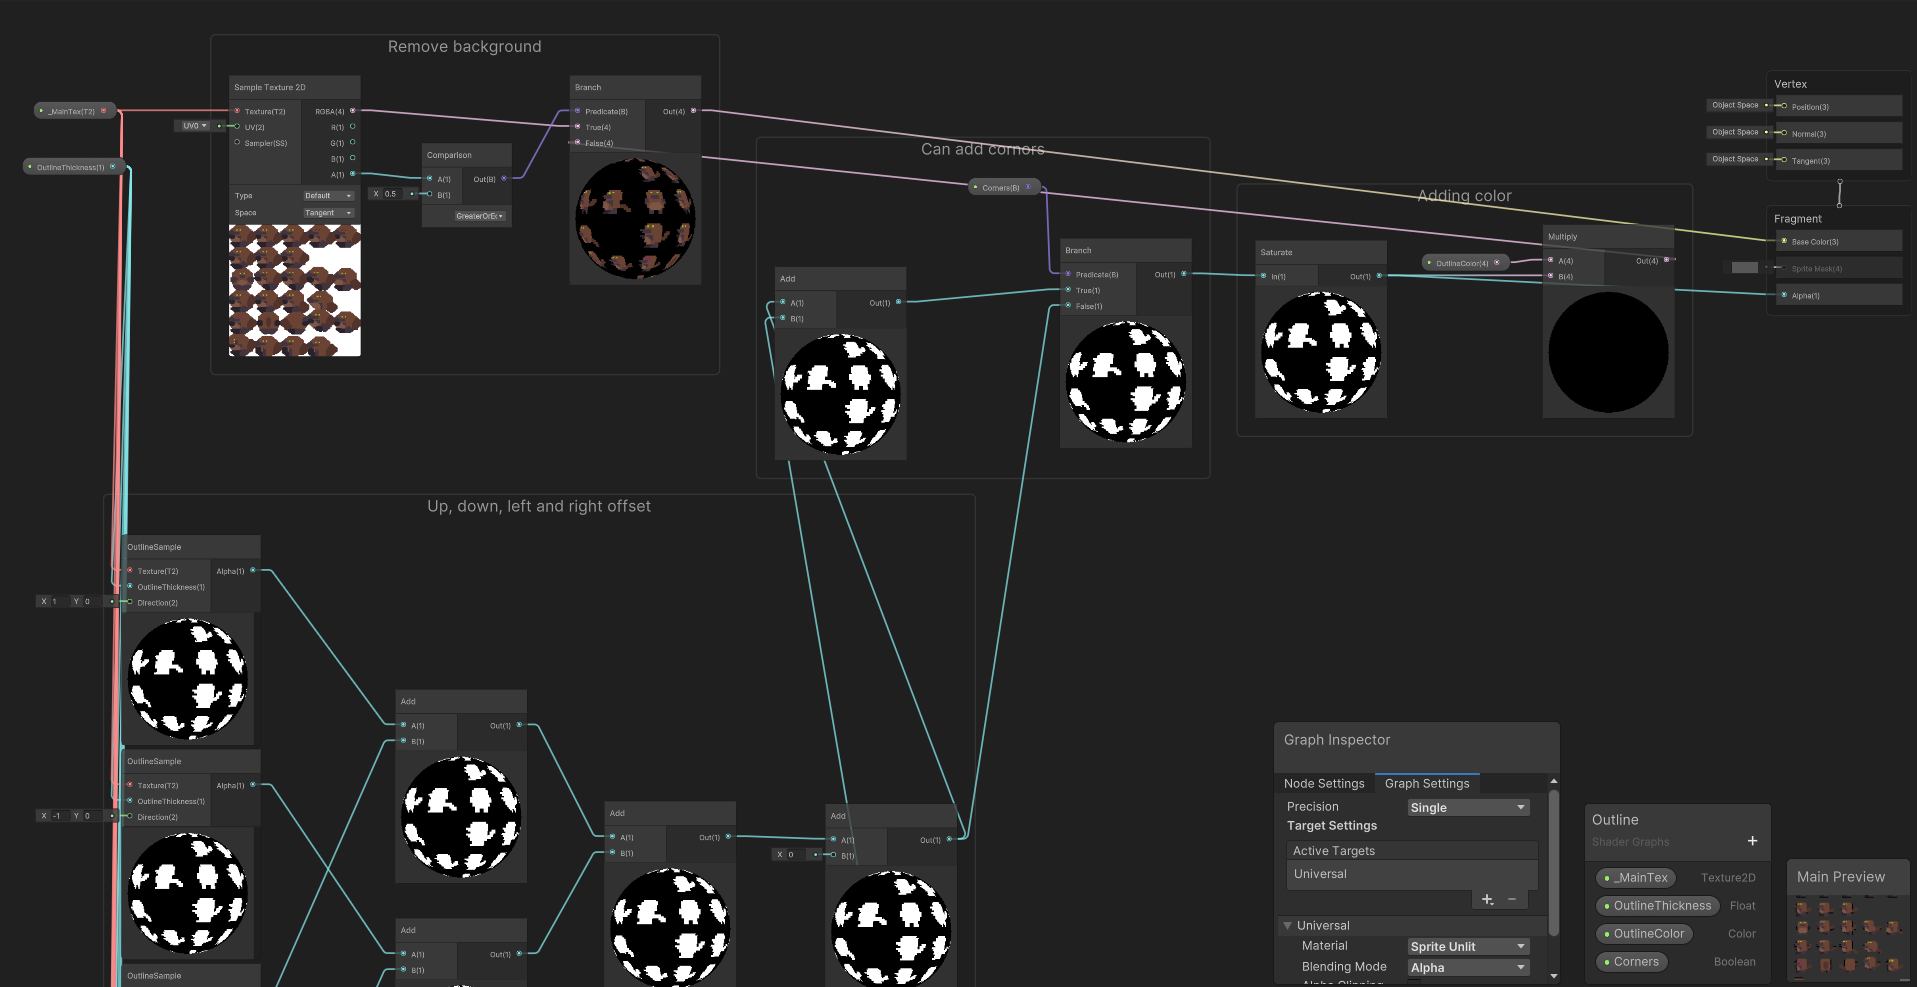 Remove background
Sample Texture 2D
Texture(T2)
UV(2)
Sampler(SS)
RGBA(4)
R(1)
G(1)
B(1)
A(1)
Type
Default
Space
Tangent
_MainTex(T2)
OutlineThickness(1)
UV0
Comparison
A(1)
B(1)
Out(B)
X 0.5
GreaterOrEc
Branch
Predicate(B)
True(4)
False(4)
Out(4)
Can add cornors
Corners(B)
Add
A(1)
B(1)
Out(1)
Branch
Predicate(B)
True(1)
False(1)
Out(1)
Adding color
Saturate
In(1)
Out(1)
OutlineColor(4)
Multiply
A(4)
B(4)
Out(4)
Vertex
Object Space
Position(3)
Object Space
Normal(3)
Object Space
Tangent(3)
Fragment
Base Color(3)
Sprite Mask(4)
Alpha(1)
Up, down, left and right offset
OutlineSample
Texture(T2)
OutlineThickness(1)
Direction(2)
Alpha(1)
X 1 Y 0
OutlineSample
Texture(T2)
OutlineThickness(1)
Direction(2)
Alpha(1)
X -1 Y 0
OutlineSample
Add
A(1)
B(1)
Out(1)
Add
A(1)
B(1)
Out(1)
Add
A(1)
B(1)
Out(1)
Add
A(1)
B(1)
Out(1)
X 0
Graph Inspector
Node Settings
Graph Settings
Precision
Single
Target Settings
Active Targets
Universal
Universal
Material
Sprite Unlit
Blending Mode
Alpha
Outline
Shader Graphs
_MainTex
Texture2D
OutlineThickness
Float
OutlineColor
Color
Corners
Boolean
Main Preview